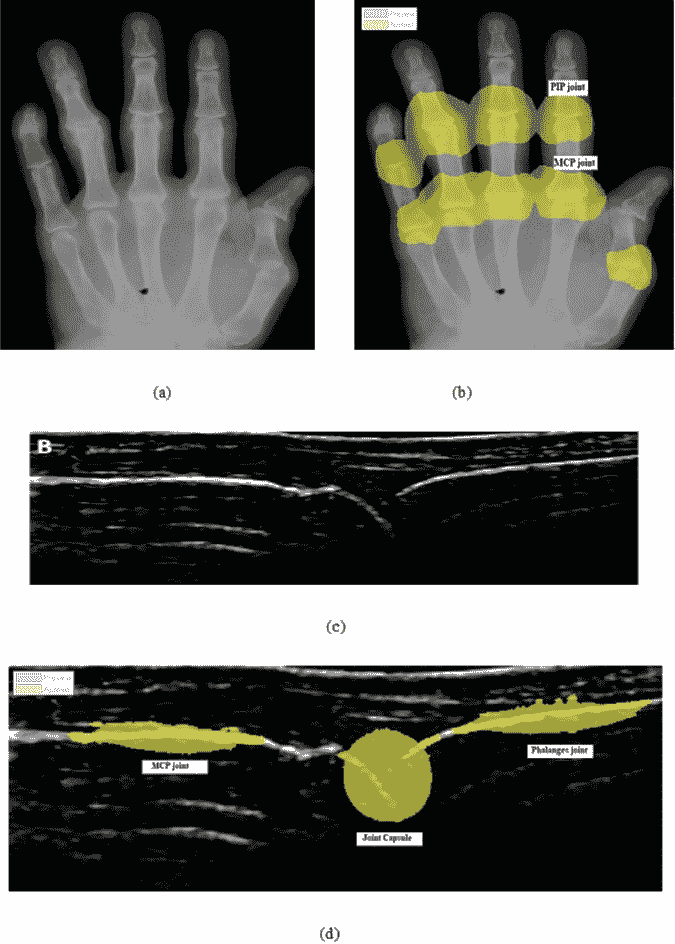 PIP joint
MCP joint
(a)
(b)
B
(c)
MCP joint
Phalanges joint
Joint Capsule
(d)